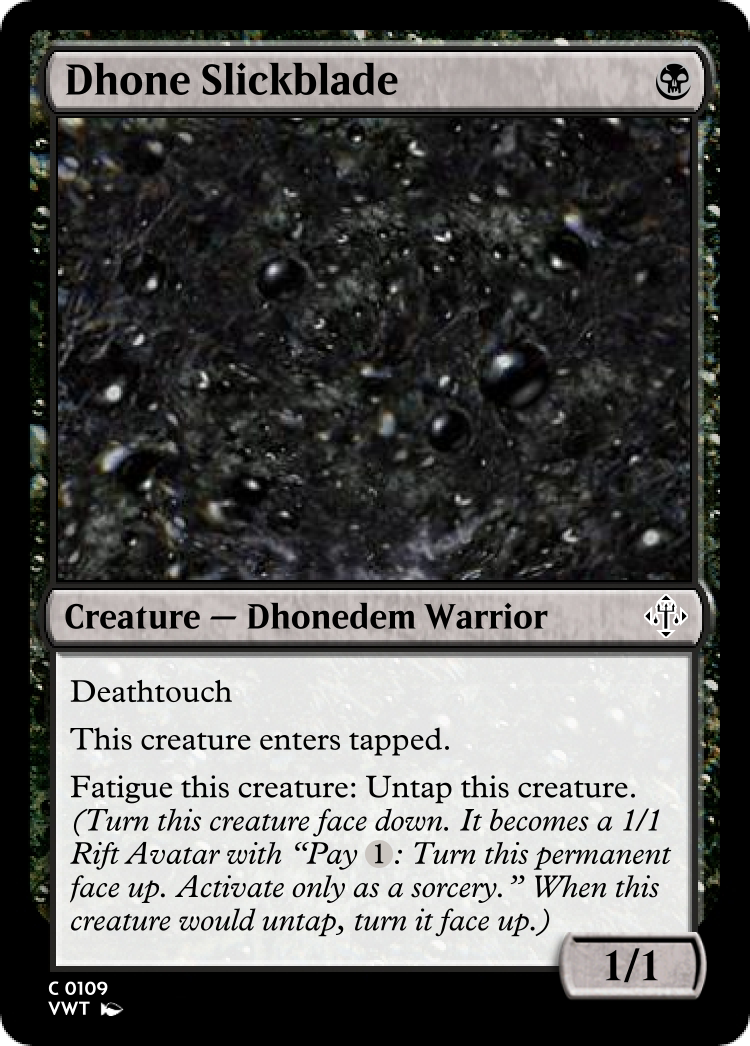 Dhone Slickblade
Creature — Dhonedem Warrior
Deathtouch
This creature enters tapped.
Fatigue this creature: Untap this creature.
(Turn this creature face down. It becomes a 1/1
Rift Avatar with “Pay 1: Turn this permanent
face up. Activate only as a sorcery.” When this
creature would untap, turn it face up.)
1/1
C 0109
VWT